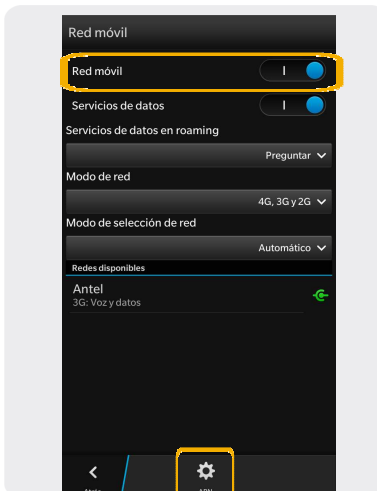 Red móvil
Red móvil
Servicios de datos
Servicios de datos en roaming
Preguntar
Modo de red
4G, 3G y 2G
Modo de selección de red
Automático
Redes disponibles
Antel
3G: Voz y datos